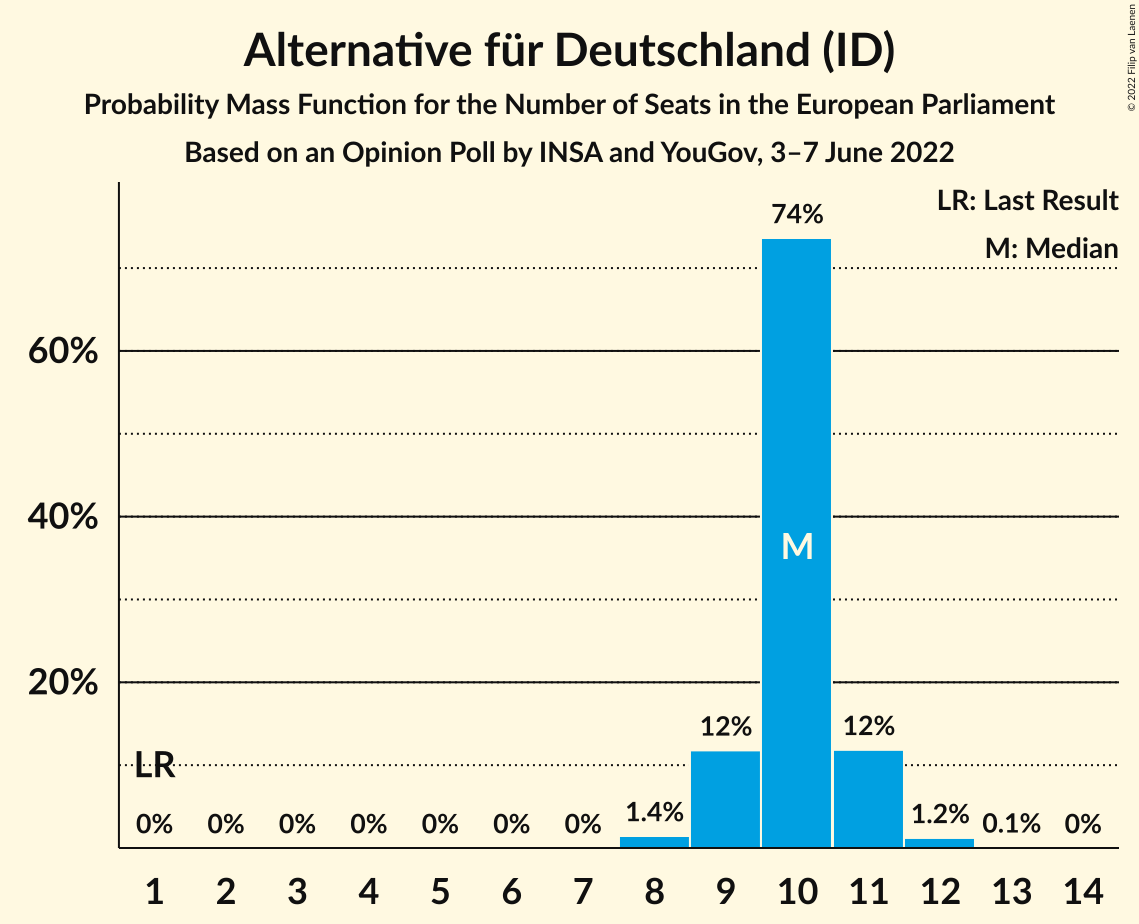 Alternative für Deutschland (ID)
Probability Mass Function for the Number of Seats in the European Parliament
Based on an Opinion Poll by INSA and YouGov, 3–7 June 2022
© 2022 Filip van Laenen
LR: Last Result
M: Median
74%
60%
40%
M
20%
12% 12%
LR
0% 0% 0% 0% 0% 0% 0% 1.4% 1.2% 0.1% 0%
1 2 3 4 5 6 7 8 9 10 11 12 13 14